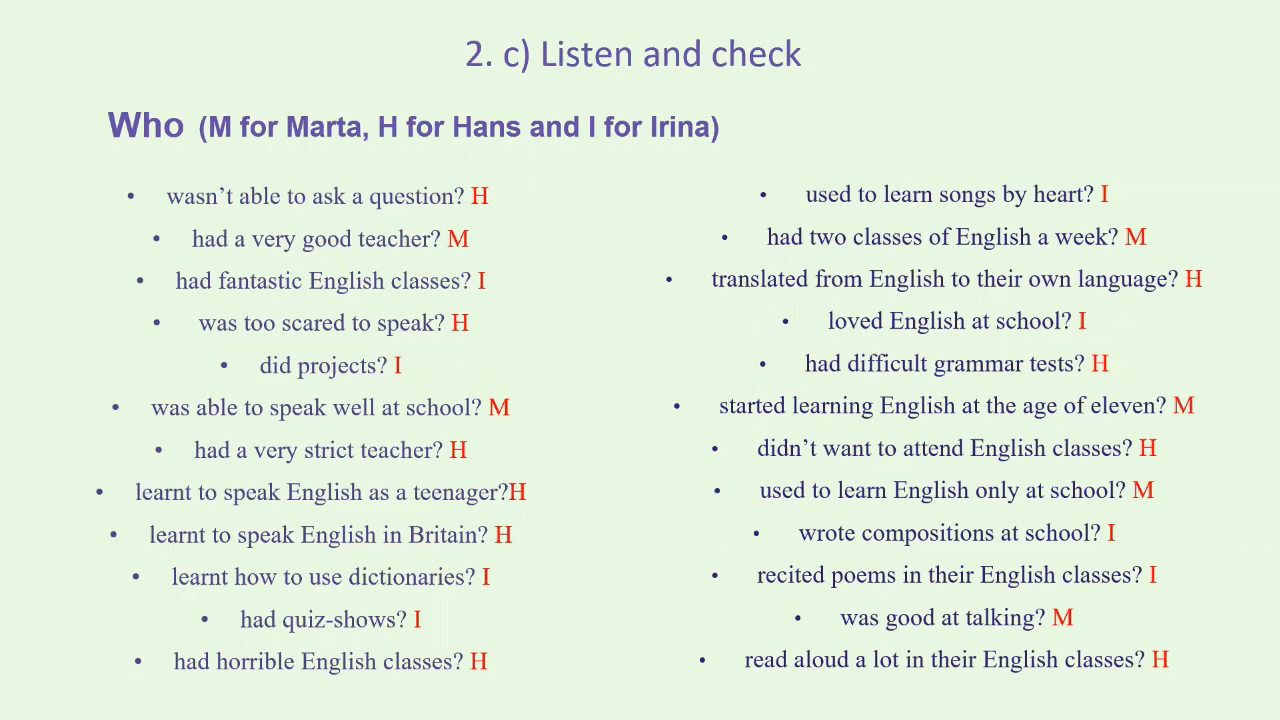 2. c) Listen and check
Who (M for Marta, H for Hans and I for Irina)
• wasn’t able to ask a question? H
• had a very good teacher? M
• had fantastic English classes? I
• was too scared to speak? H
• did projects? I
• was able to speak well at school? M
• had a very strict teacher? H
• learnt to speak English as a teenager?H
• learnt to speak English in Britain? H
• learnt how to use dictionaries? I
• had quiz-shows? I
• had horrible English classes? H
• used to learn songs by heart? I
• had two classes of English a week? M
• translated from English to their own language? H
• loved English at school? I
• had difficult grammar tests? H
• started learning English at the age of eleven? M
• didn’t want to attend English classes? H
• used to learn English only at school? M
• wrote compositions at school? I
• recited poems in their English classes? I
• was good at talking? M
• read aloud a lot in their English classes? H